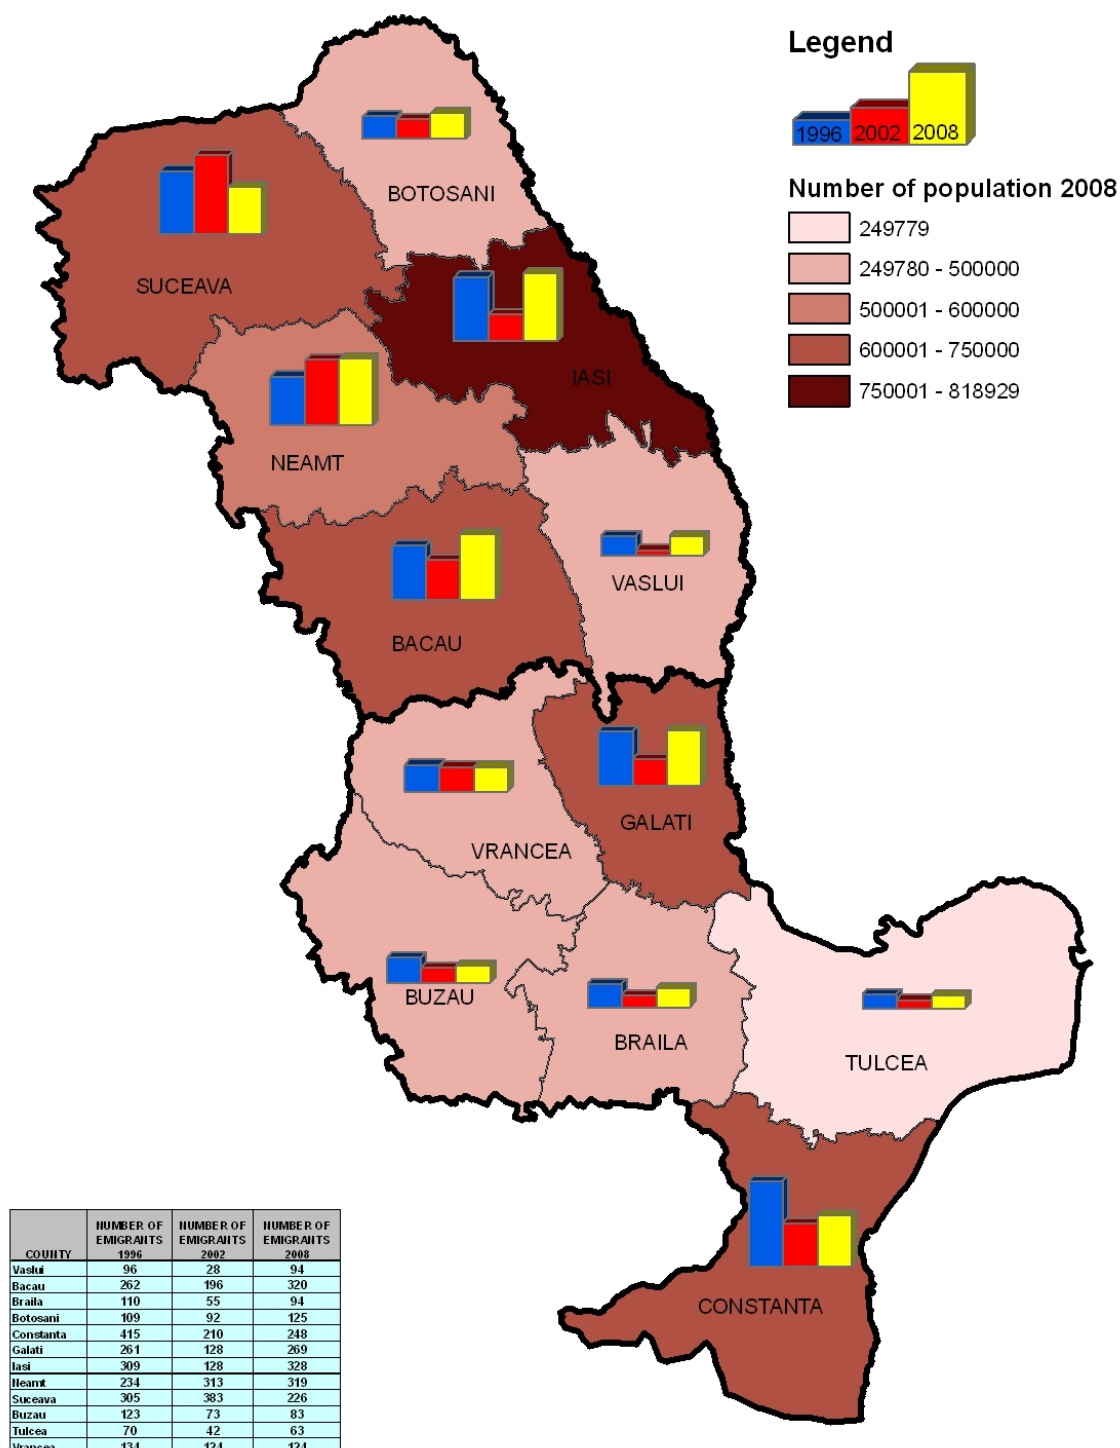 Legend
1996 2002 2008
Number of population 2008
249779
249780 - 500000
500001 - 600000
600001 - 750000
750001 - 818929
BOTOSANI
SUCEAVA
IASI
NEAMT
VASLUI
BACAU
GALATI
VRANCEA
BUZAU
BRAILA
TULCEA
CONSTANTA
COUNTY NUMBER OF EMIGRANTS 1996 NUMBER OF EMIGRANTS 2002 NUMBER OF EMIGRANTS 2008
Vaslui 96 28 94
Bacau 262 196 320
Braila 110 55 94
Botosani 109 92 125
Constanta 415 210 248
Galati 261 128 269
Iasi 309 128 328
Neamt 234 313 319
Suceava 305 383 226
Buzau 123 73 83
Tulcea 70 42 63
Vrancea 134 124 124